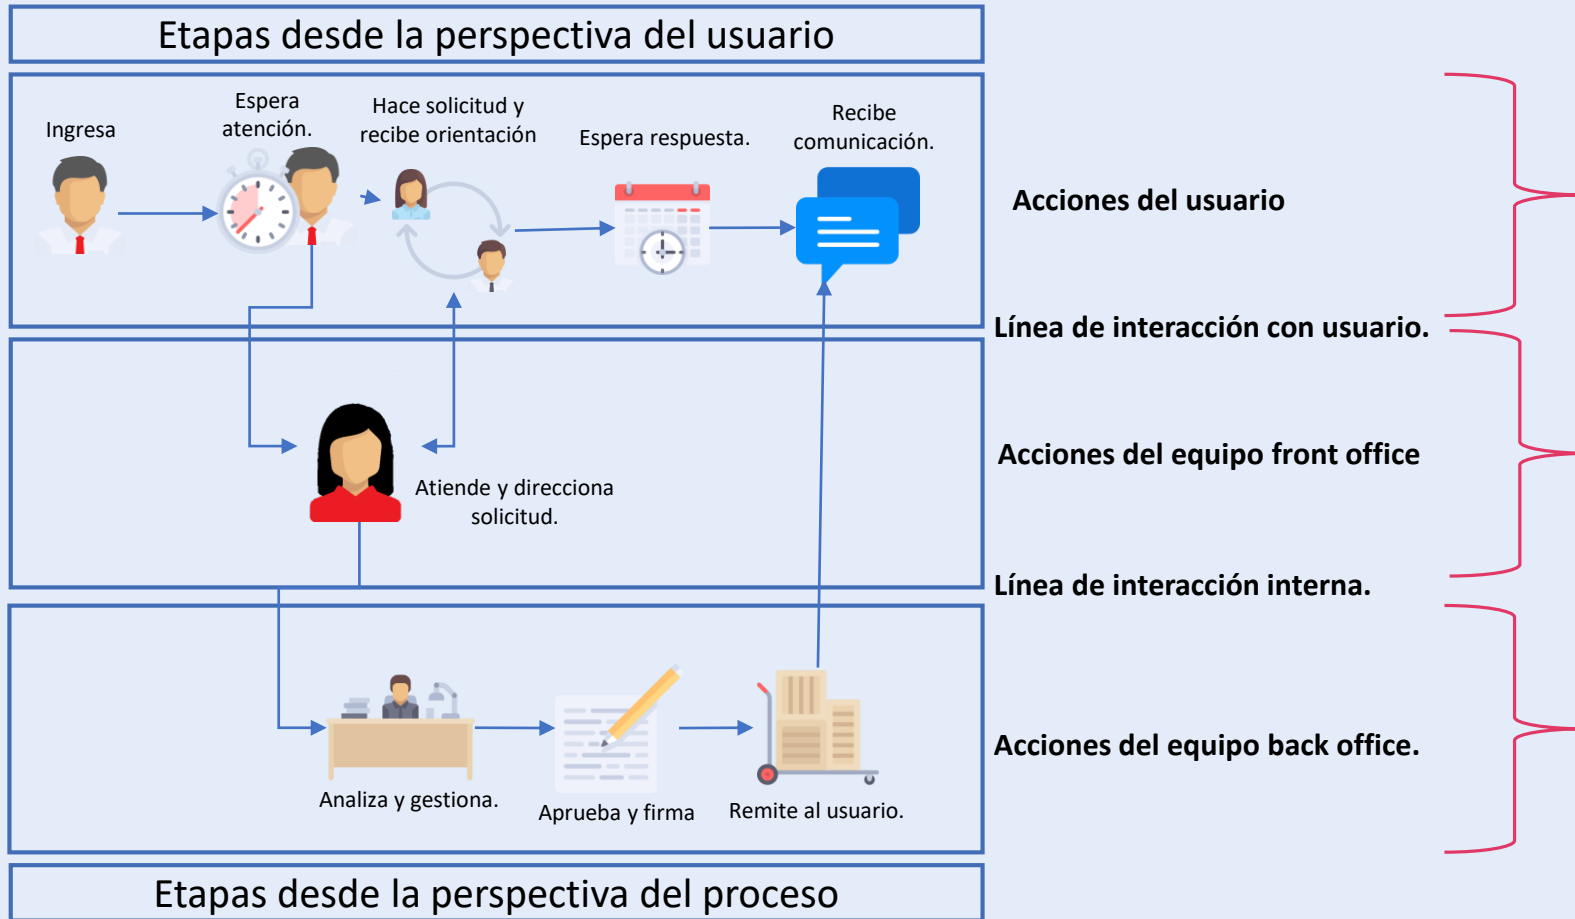 Etapas desde la perspectiva del usuario
Ingresa
Espera
atención.
Hace solicitud y
recibe orientación
Espera respuesta.
Recibe
comunicación.
Acciones del usuario
Línea de interacción con usuario.
Atiende y direcciona
solicitud.
Acciones del equipo front office
Línea de interacción interna.
Analiza y gestiona.
Aprueba y firma
Remite al usuario.
Acciones del equipo back office.
Etapas desde la perspectiva del proceso